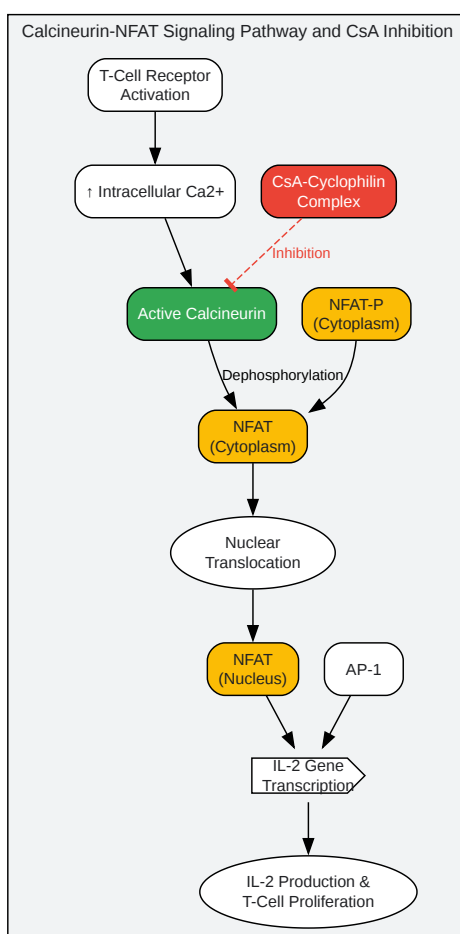 Calcineurin-NFAT Signaling Pathway and CsA Inhibition
T-Cell Receptor
Activation
↑ Intracellular Ca2+
CsA-Cyclophilin
Complex
Inhibition
Active Calcineurin
NFAT-P
(Cytoplasm)
Dephosphorylation
NFAT
(Cytoplasm)
Nuclear
Translocation
NFAT
(Nucleus)
AP-1
IL-2 Gene
Transcription
IL-2 Production &
T-Cell Proliferation